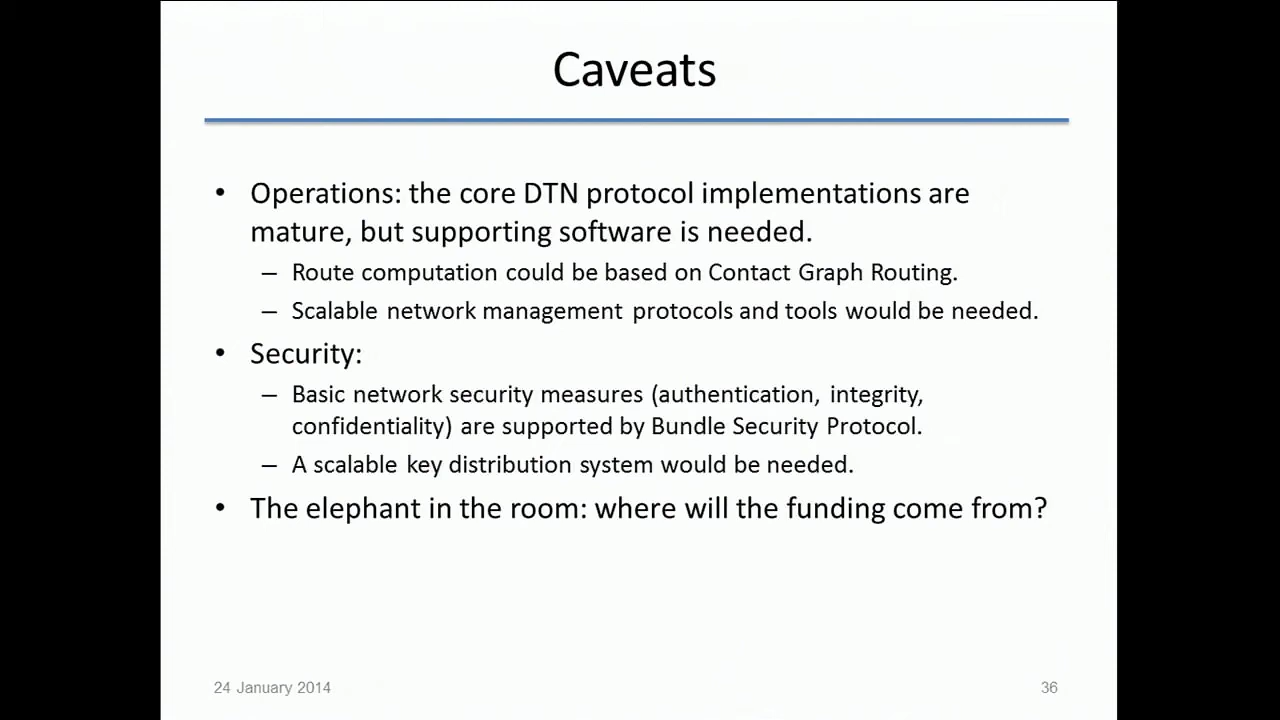 Caveats
• Operations: the core DTN protocol implementations are
mature, but supporting software is needed.
– Route computation could be based on Contact Graph Routing.
– Scalable network management protocols and tools would be needed.
• Security:
– Basic network security measures (authentication, integrity,
confidentiality) are supported by Bundle Security Protocol.
– A scalable key distribution system would be needed.
• The elephant in the room: where will the funding come from?
24 January 2014
36